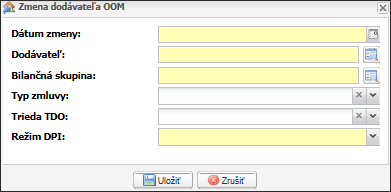 Zmena dodávateľa OOM
Dátum zmeny:
Dodávateľ:
Bilančná skupina:
Typ zmluvy:
Trieda TDO:
Režim DPI:
Uložiť Zrušiť